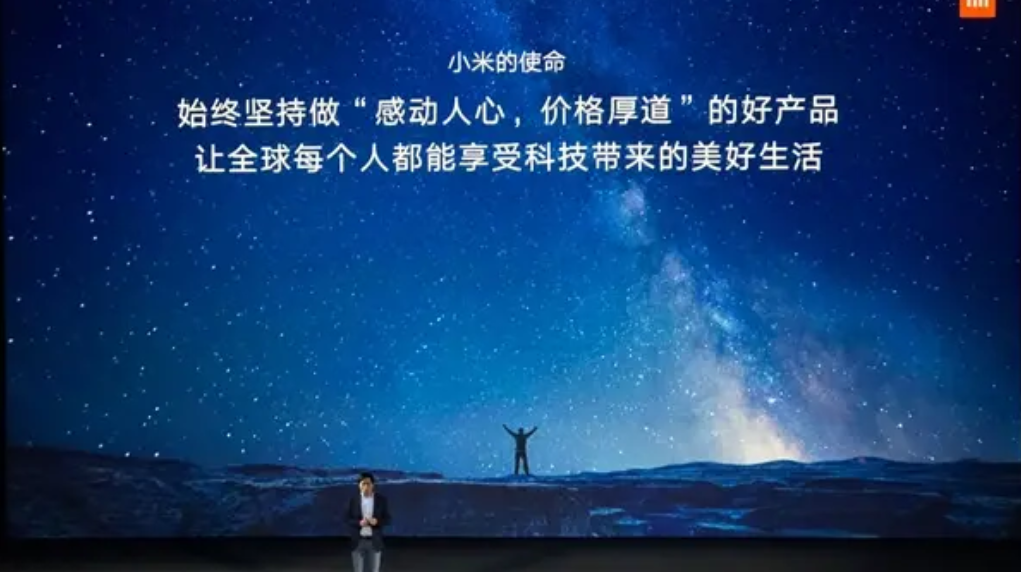 小米的使命
始终坚持做“感动人心，价格厚道”的好产品
让全球每个人都能享受科技带来的美好生活